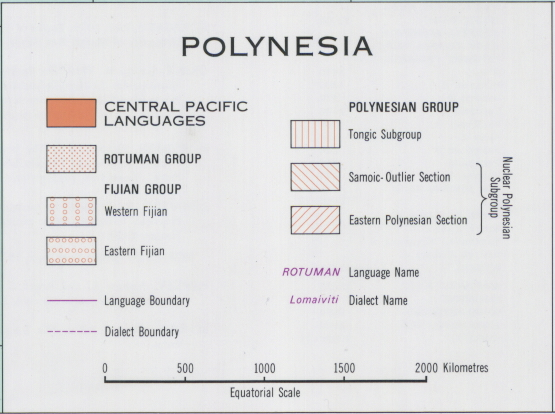 POLYNESIA
CENTRAL PACIFIC
LANGUAGES
ROTUMAN GROUP
FIJIAN GROUP
Western Fijian
Eastern Fijian
Language Boundary
Dialect Boundary
POLYNESIAN GROUP
Tongic Subgroup
Samoic-Outlier Section
Eastern Polynesian Section
Nuclear Polynesian
Subgroup
ROTUMAN Language Name
Lomaiviti Dialect Name
0 500 1000 1500 2000 Kilometres
Equatorial Scale